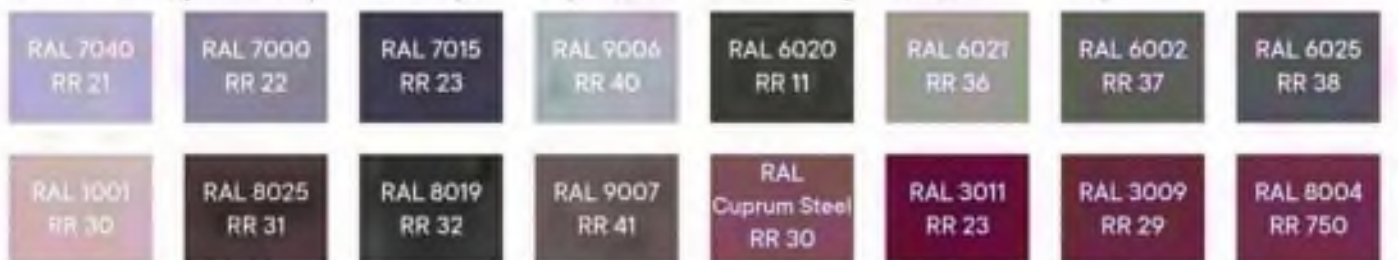 RAL 7040
RR 21
RAL 7000
RR 22
RAL 7015
RR 23
RAL 9006
RR 40
RAL 6020
RR 11
RAL 6021
RR 36
RAL 6002
RR 37
RAL 6025
RR 38
RAL 1001
RR 30
RAL 8025
RR 31
RAL 8019
RR 32
RAL 9007
RR 41
RAL
Cuprum Steel
RR 30
RAL 3011
RR 23
RAL 3009
RR 29
RAL 8004
RR 750